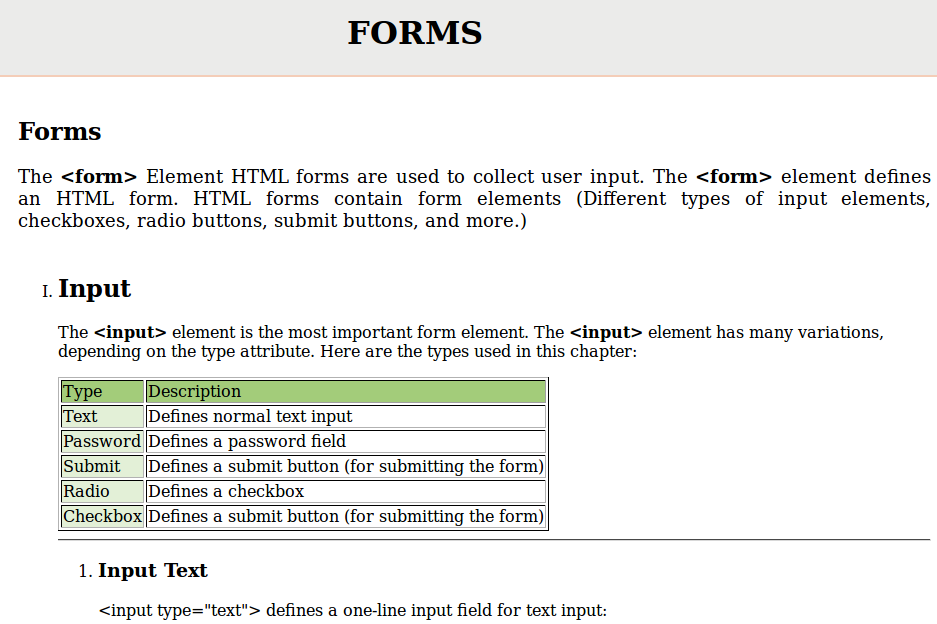 FORMS
Forms
The <form> Element HTML forms are used to collect user input. The <form> element defines
an HTML form. HTML forms contain form elements (Different types of input elements,
checkboxes, radio buttons, submit buttons, and more.)
I. Input
The <input> element is the most important form element. The <input> element has many variations,
depending on the type attribute. Here are the types used in this chapter:
Type Description
Text Defines normal text input
Password Defines a password field
Submit Defines a submit button (for submitting the form)
Radio Defines a checkbox
Checkbox Defines a submit button (for submitting the form)
1. Input Text
<input type="text"> defines a one-line input field for text input: